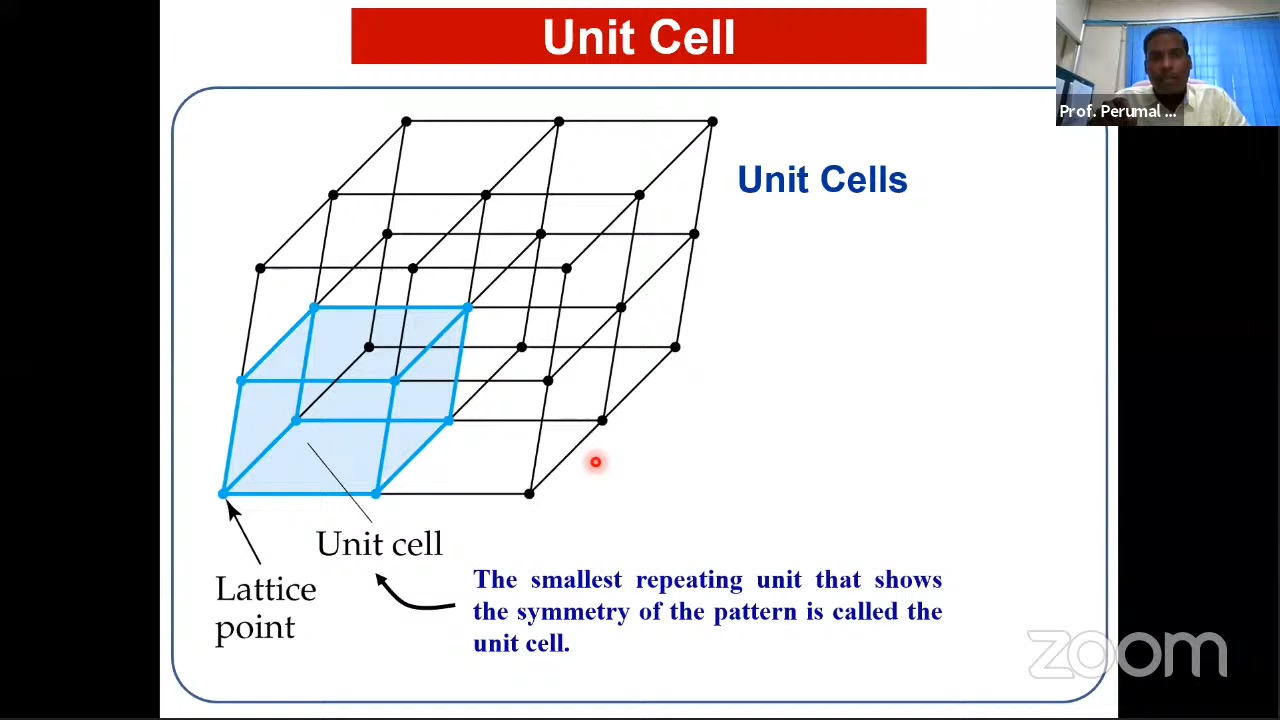 Unit Cell
Prof. Perumal ...
Unit Cells
Unit cell
Lattice
point
The smallest repeating unit that shows
the symmetry of the pattern is called the
unit cell.
zoom